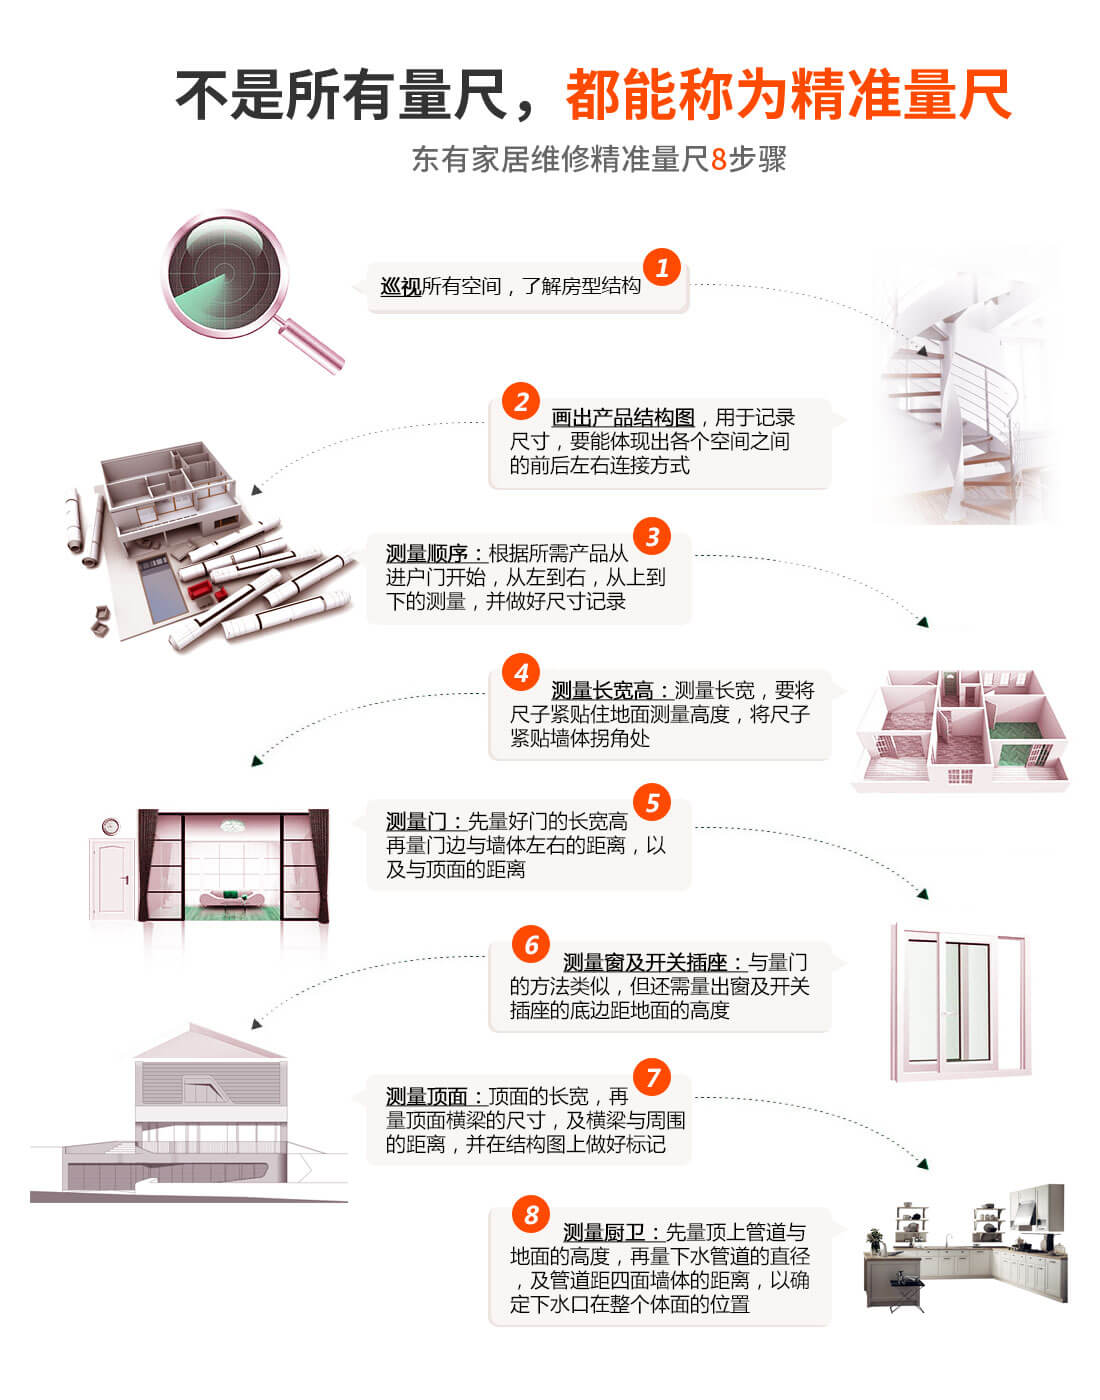 不是所有量尺，都能称为精准量尺
东有家居维修精准量尺8步骤
1
巡视所有空间，了解房型结构
2
画出产品结构图，用于记录
尺寸，要能体现出各个空间之间
的前后左右连接方式
3
测量顺序：根据所需产品从
进户门开始，从左到右，从上到
下的测量，并做好尺寸记录
4
测量长宽高：测量长宽，要将
尺子紧贴住地面测量高度，将尺子
紧贴墙体拐角处
5
测量门：先量好门的长宽高
再量门边与墙体左右的距离，以
及与顶面的距离
6
测量窗及开关插座：与量门
的方法类似，但还需量出窗及开关
插座的底边距地面的高度
7
测量顶面：顶面的长宽，再
量顶面横梁的尺寸，及横梁与周围
的距离，并在结构图上做好标记
8
测量厨卫：先量顶上管道与
地面的高度，再量下水管道的直径
，及管道距四面墙体的距离，以确
定下水口在整个体面的位置